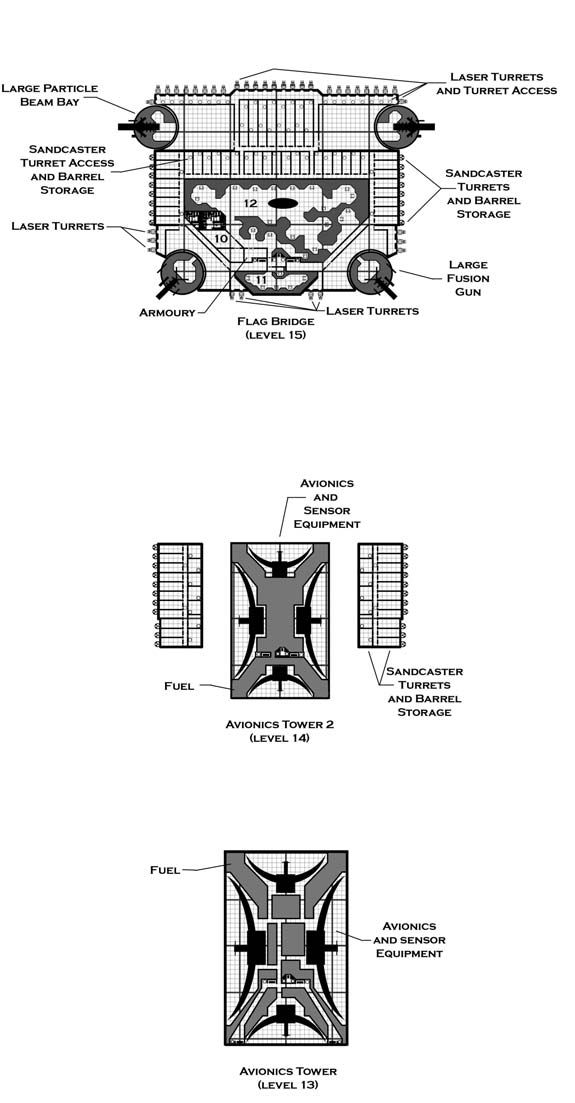 Laser Turrets
and Turret Access
Large Particle
Beam Bay
Sandcaster
Turret Access
and Barrel
Storage
Sandcaster
Turrets
and Barrel
Storage
12
Laser Turrets
10
11
Large
Fusion
Gun
Armoury
Laser Turrets
Flag Bridge
(level 15)
Avionics
and
Sensor
Equipment
Fuel
Sandcaster
Turrets
and Barrel
Storage
Avionics Tower 2
(level 14)
Fuel
Avionics
and sensor
Equipment
Avionics Tower
(level 13)